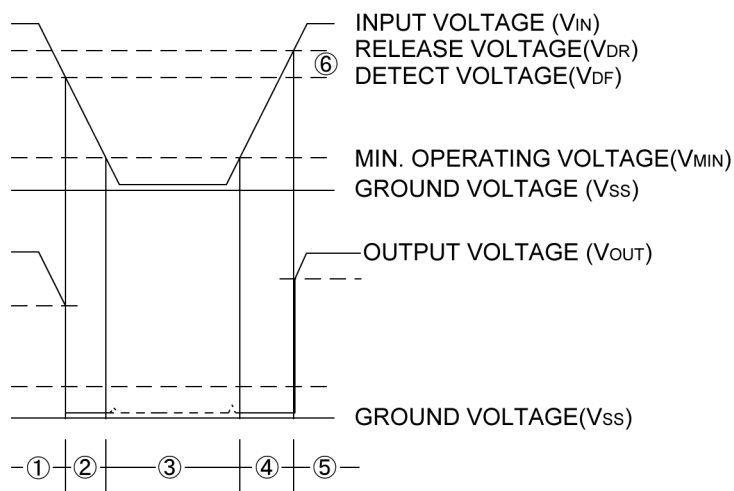 INPUT VOLTAGE (VIN)
RELEASE VOLTAGE(VDR)
⑥
DETECT VOLTAGE(VDF)
MIN. OPERATING VOLTAGE(VMIN)
GROUND VOLTAGE (VSS)
OUTPUT VOLTAGE (VOUT)
GROUND VOLTAGE(VSS)
① ② ③ ④ ⑤